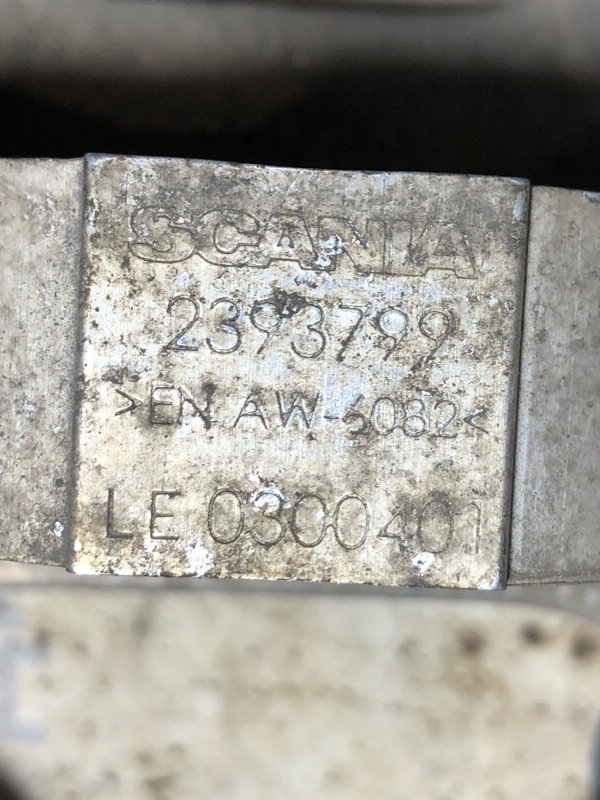 SCANIA
2393799
>EN AW-6082<
LE 0300401